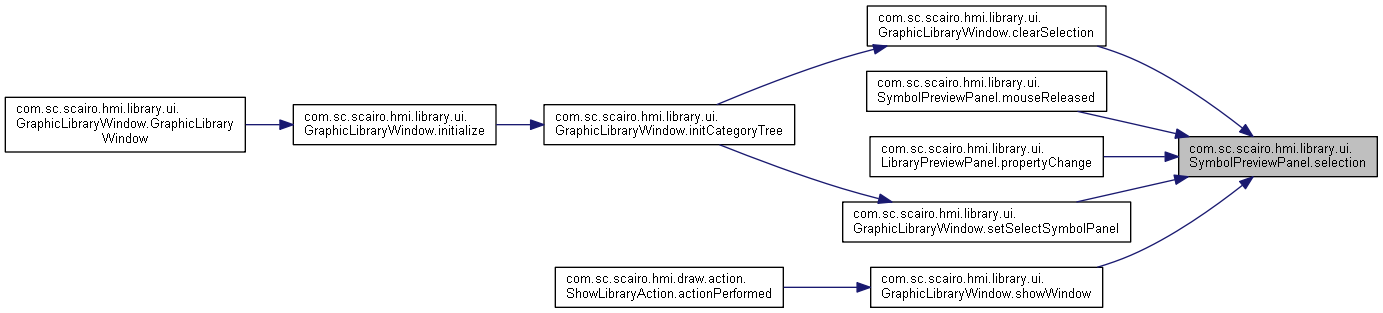 com.sc.scairo.hmi.library.ui.
GraphicLibraryWindow.GraphicLibrary
Window
com.sc.scairo.hmi.library.ui.
GraphicLibraryWindow.initialize
com.sc.scairo.hmi.library.ui.
GraphicLibraryWindow.initCategoryTree
com.sc.scairo.hmi.library.ui.
GraphicLibraryWindow.clearSelection
com.sc.scairo.hmi.library.ui.
SymbolPreviewPanel.mouseReleased
com.sc.scairo.hmi.library.ui.
LibraryPreviewPanel.propertyChange
com.sc.scairo.hmi.library.ui.
GraphicLibraryWindow.setSelectSymbolPanel
com.sc.scairo.hmi.draw.action.
ShowLibraryAction.actionPerformed
com.sc.scairo.hmi.library.ui.
GraphicLibraryWindow.showWindow
com.sc.scairo.hmi.library.ui.
SymbolPreviewPanel.selection